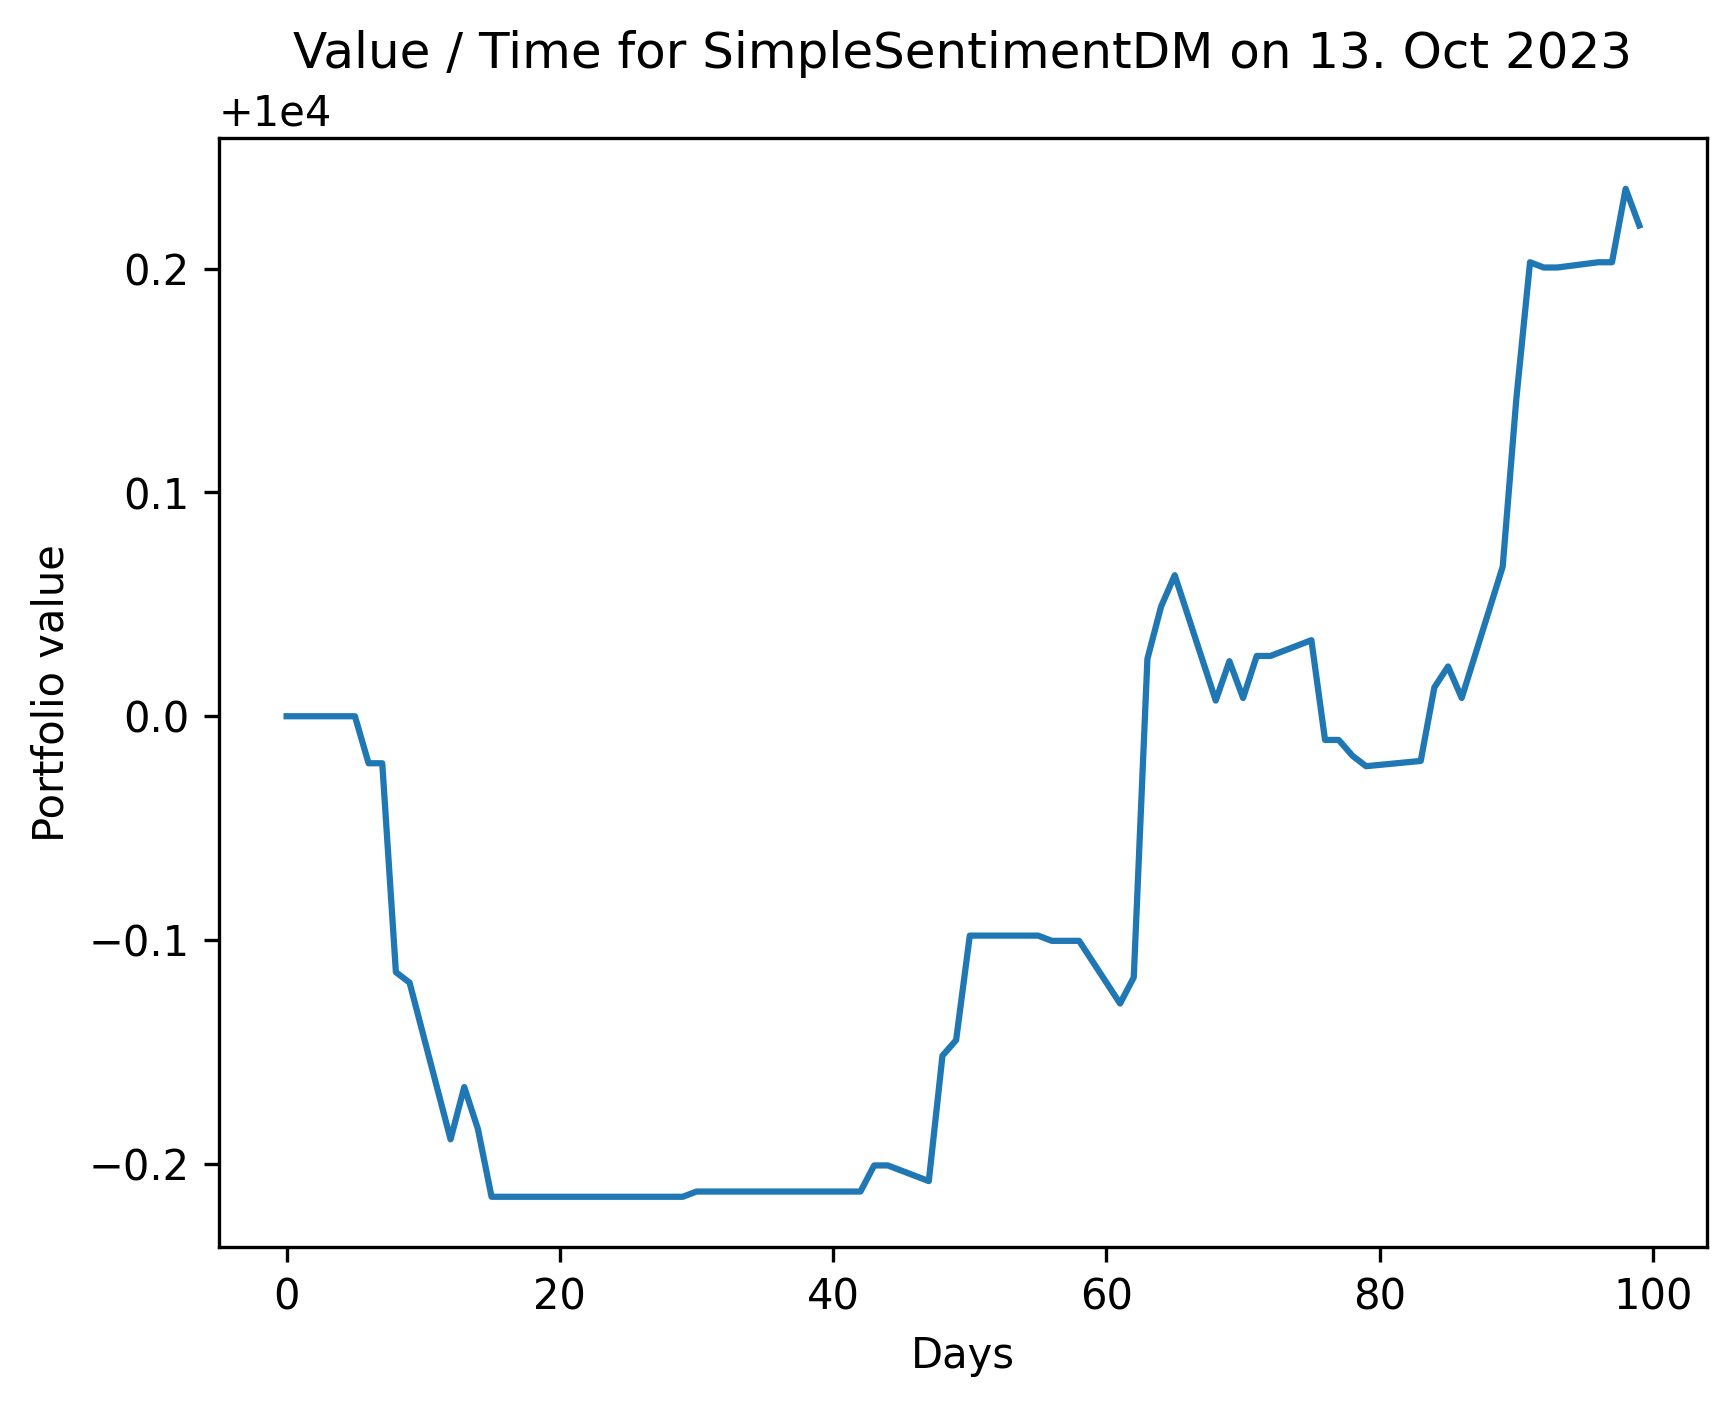 Value / Time for SimpleSentimentDM on 13. Oct 2023
+1e4
0.2
0.1
0.0
−0.1
−0.2
Portfolio value
0 20 40 60 80 100
Days